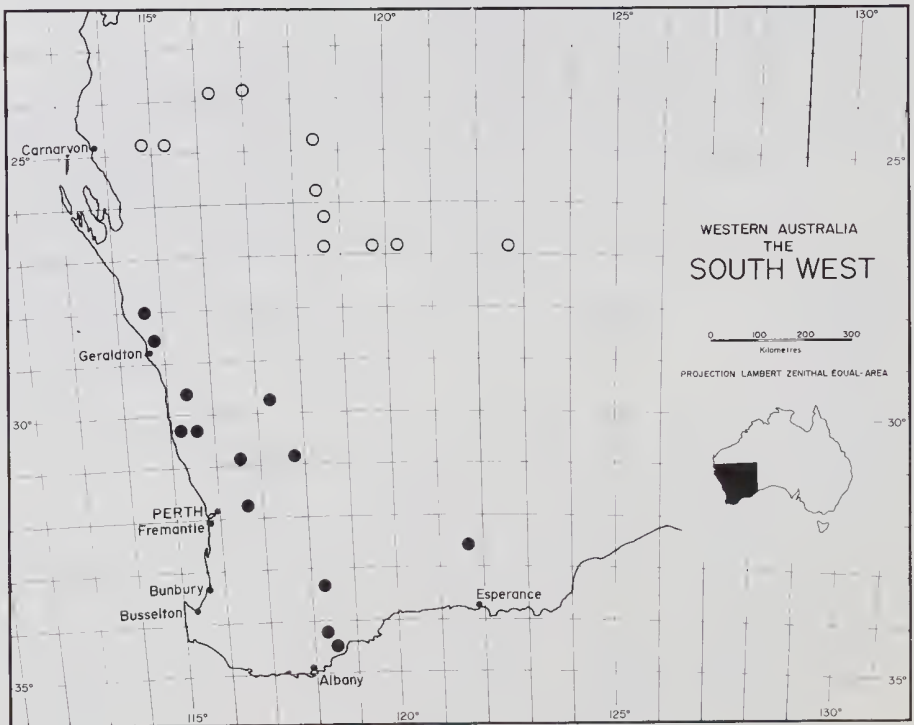 115°
120°
125°
130°
Carnarvon
25°
25°
WESTERN AUSTRALIA
THE
SOUTH WEST
0 100 200 300
Kilometres
PROJECTION LAMBERT ZENITHAL EQUAL-AREA
Geraldton
30°
30°
PERTH
Fremantle
Bunbury
Busselton
Esperance
Albany
35°
35°
115°
120°
125°
130°